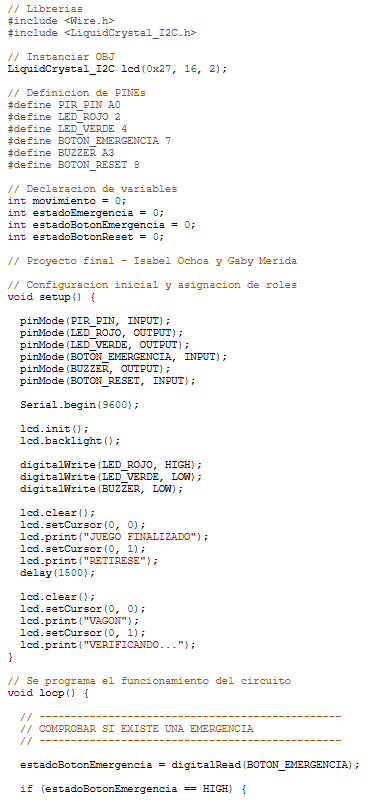 // Librerias
#include <Wire.h>
#include <LiquidCrystal_I2C.h>

// Instanciar OBJ
LiquidCrystal_I2C lcd(0x27, 16, 2);

// Definicion de PINEs
#define PIR_PIN A0
#define LED_ROJO 2
#define LED_VERDE 4
#define BOTON_EMERGENCIA 7
#define BUZZER A3
#define BOTON_RESET 8

// Declaracion de variables
int movimiento = 0;
int estadoEmergencia = 0;
int estadoBotonEmergencia = 0;
int estadoBotonReset = 0;

// Proyecto final - Isabel Ochoa y Gaby Merida

// Configuracion inicial y asignacion de roles
void setup() {

  pinMode(PIR_PIN, INPUT);
  pinMode(LED_ROJO, OUTPUT);
  pinMode(LED_VERDE, OUTPUT);
  pinMode(BOTON_EMERGENCIA, INPUT);
  pinMode(BUZZER, OUTPUT);
  pinMode(BOTON_RESET, INPUT);

  Serial.begin(9600);

  lcd.init();
  lcd.backlight();

  digitalWrite(LED_ROJO, HIGH);
  digitalWrite(LED_VERDE, LOW);
  digitalWrite(BUZZER, LOW);

  lcd.clear();
  lcd.setCursor(0, 0);
  lcd.print("JUEGO FINALIZADO");
  lcd.setCursor(0, 1);
  lcd.print("RETIRESE");
  delay(1500);

  lcd.clear();
  lcd.setCursor(0, 0);
  lcd.print("VAGON");
  lcd.setCursor(0, 1);
  lcd.print("VERIFICANDO...");
}

// Se programa el funcionamiento del circuito
void loop() {

  // ------------------------------------------------
  // COMPROBAR SI EXISTE UNA EMERGENCIA
  // ------------------------------------------------

  estadoBotonEmergencia = digitalRead(BOTON_EMERGENCIA);

  if (estadoBotonEmergencia == HIGH) {